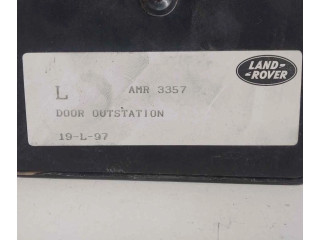 L AMR 3357
LAND-
-ROVER
DOOR OUTSTATION
19-L-97